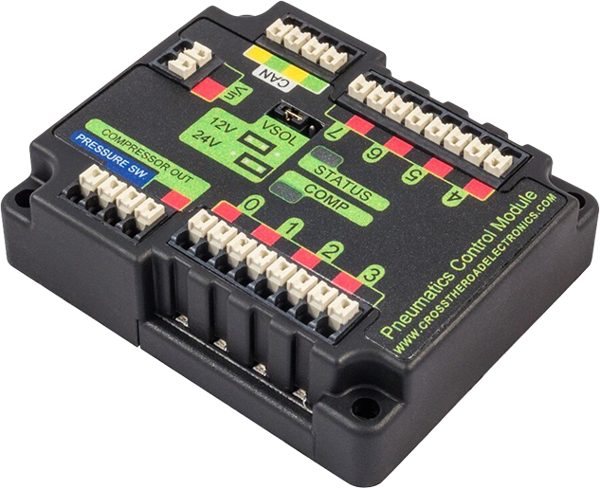 CAN
Vin
VSOL
12V
24V
7
6
5
4
STATUS
COMP
COMPRESSOR OUT
PRESSURE SW.
0
1
2
3
Pneumatics Control Module
WWW.CROSSTHEROADELECTRONICS.COM